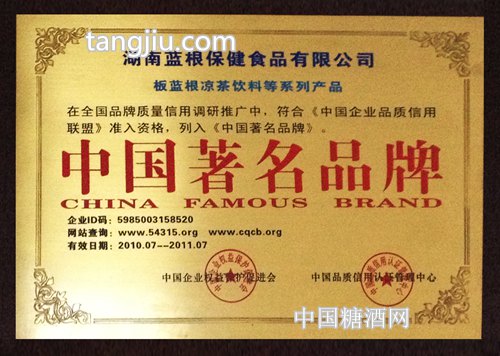 tangjiu.com
湖南蓝根保健食品有限公司
板蓝根凉茶饮料等系列产品
在全国品牌质量信用调研推广中，符合《中国企业品质信用
联盟》准入资格，列入《中国著名品牌》。
中国著名品牌
CHINA FAMOUS BRAND
企业ID码：5985003158520
网站查询：www.54315.org www.cqcb.org
有效日期：2010.07--2011.07
中国企业权益保护促进会 中国品质信用认证管理中心
中国糖酒网